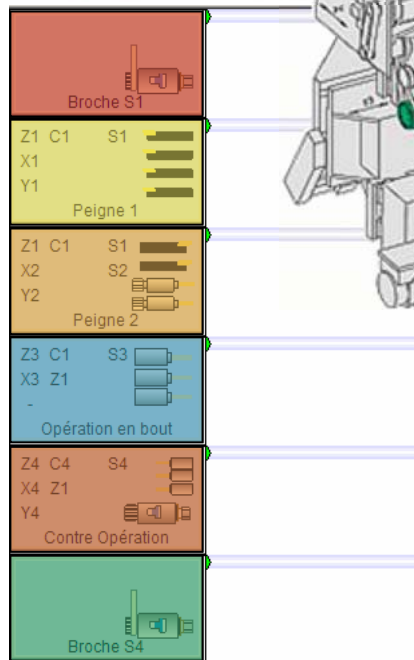 Broche S1
Z1 C1 S1
X1
Y1
Peigne 1
Z1 C1 S1
X2 S2
Y2
Peigne 2
Z3 C1 S3
X3 Z1
-
Opération en bout
Z4 C4 S4
X4 Z1
Y4
Contre Opération
Broche S4